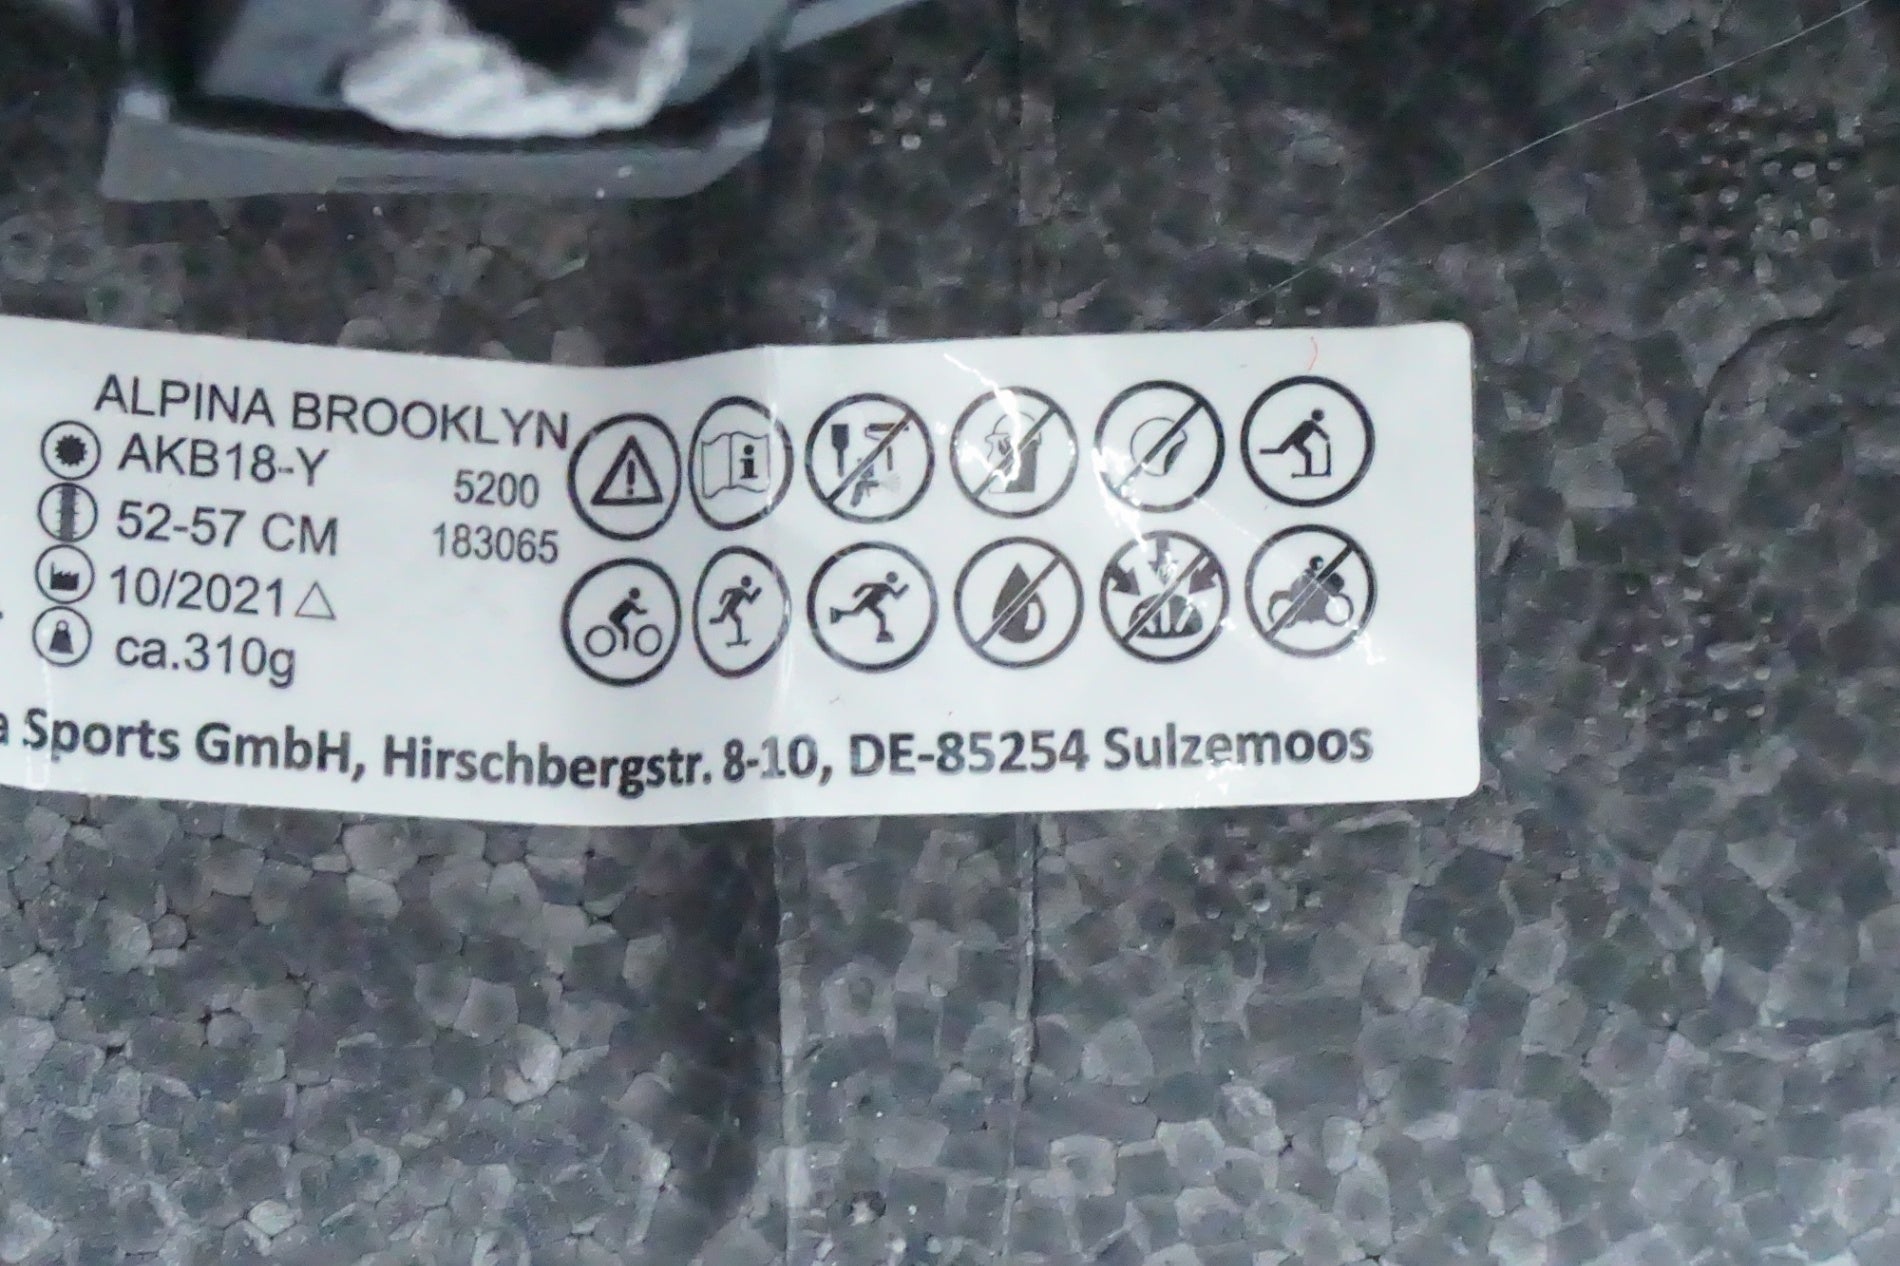 ALPINA BROOKLYN
AKB18-Y
5200
52-57 CM
183065
10/2021
ca.310g
Sports GmbH, Hirschbergstr. 8-10, DE-85254 Sulzemoos